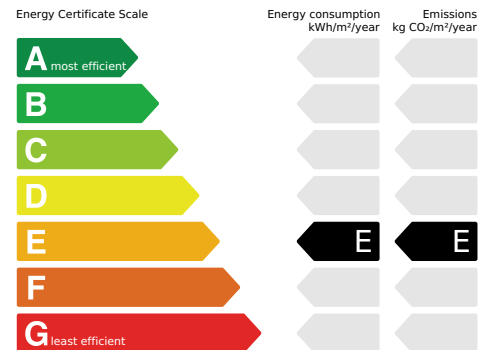 Energy Certificate Scale
Energy consumption
kWh/m²/year
Emissions
kg CO₂/m²/year
A most efficient
B
C
D
E E E
F
G least efficient